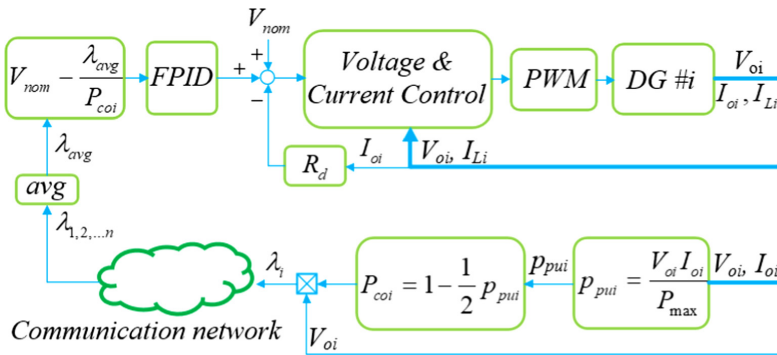 V_nom
V_nom − λ_avg / P_coi
FPID
+
+
−
Voltage &
Current Control
PWM
DG #i
V_oi
I_oi , I_Li
λ_avg
R_d
I_oi
V_oi, I_Li
avg
λ_1,2,...n
λ_i
P_coi = 1 − 1/2 p_pui
p_pui
p_pui = V_oi I_oi / P_max
V_oi, I_oi
Communication network
V_oi